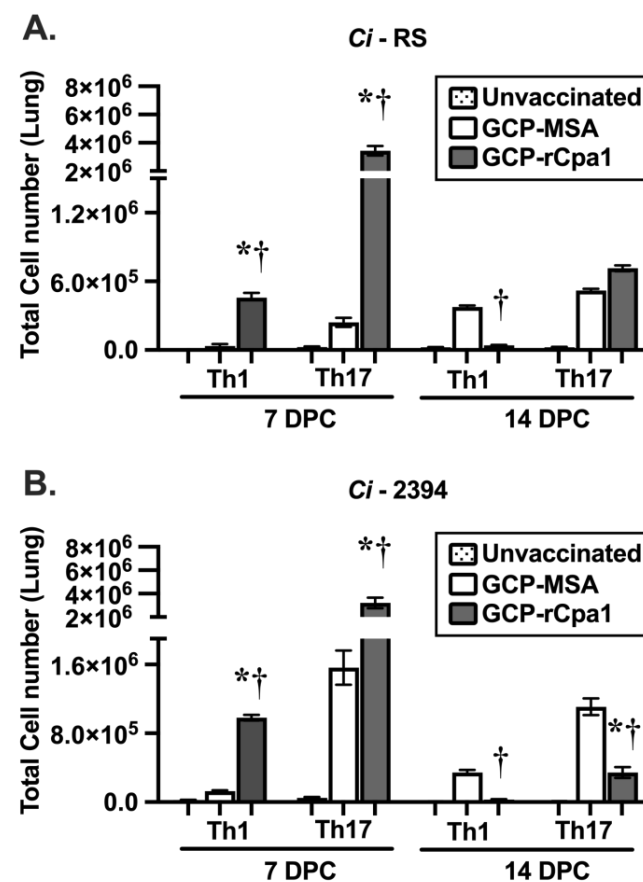 A.
Ci - RS
Total Cell number (Lung)
8×10⁶
6×10⁶
4×10⁶
2×10⁶
1.2×10⁶
6.0×10⁵
0.0
*†
*†
†
Unvaccinated
GCP-MSA
GCP-rCpa1
Th1 Th17 Th1 Th17
7 DPC 14 DPC
B.
Ci - 2394
Total Cell number (Lung)
8×10⁶
6×10⁶
4×10⁶
2×10⁶
1.6×10⁶
8.0×10⁵
0.0
*†
*†
†
*†
Unvaccinated
GCP-MSA
GCP-rCpa1
Th1 Th17 Th1 Th17
7 DPC 14 DPC